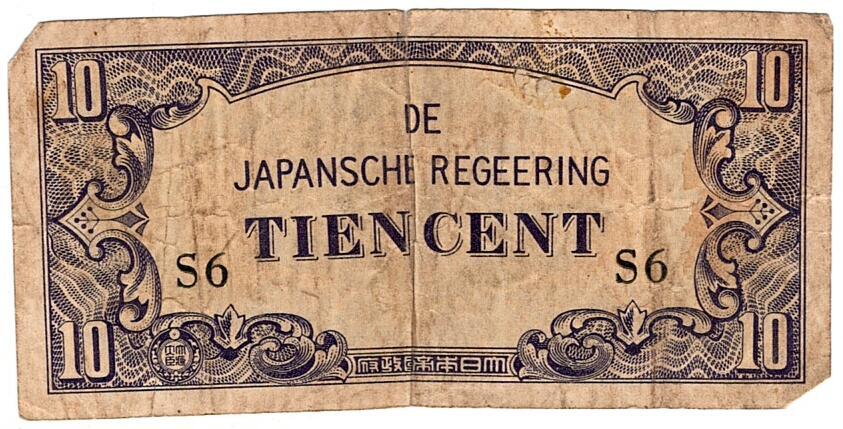 10 10
DE
JAPANSCHE REGEERING
TIEN CENT
S6 S6
10 10
大日本帝國政府